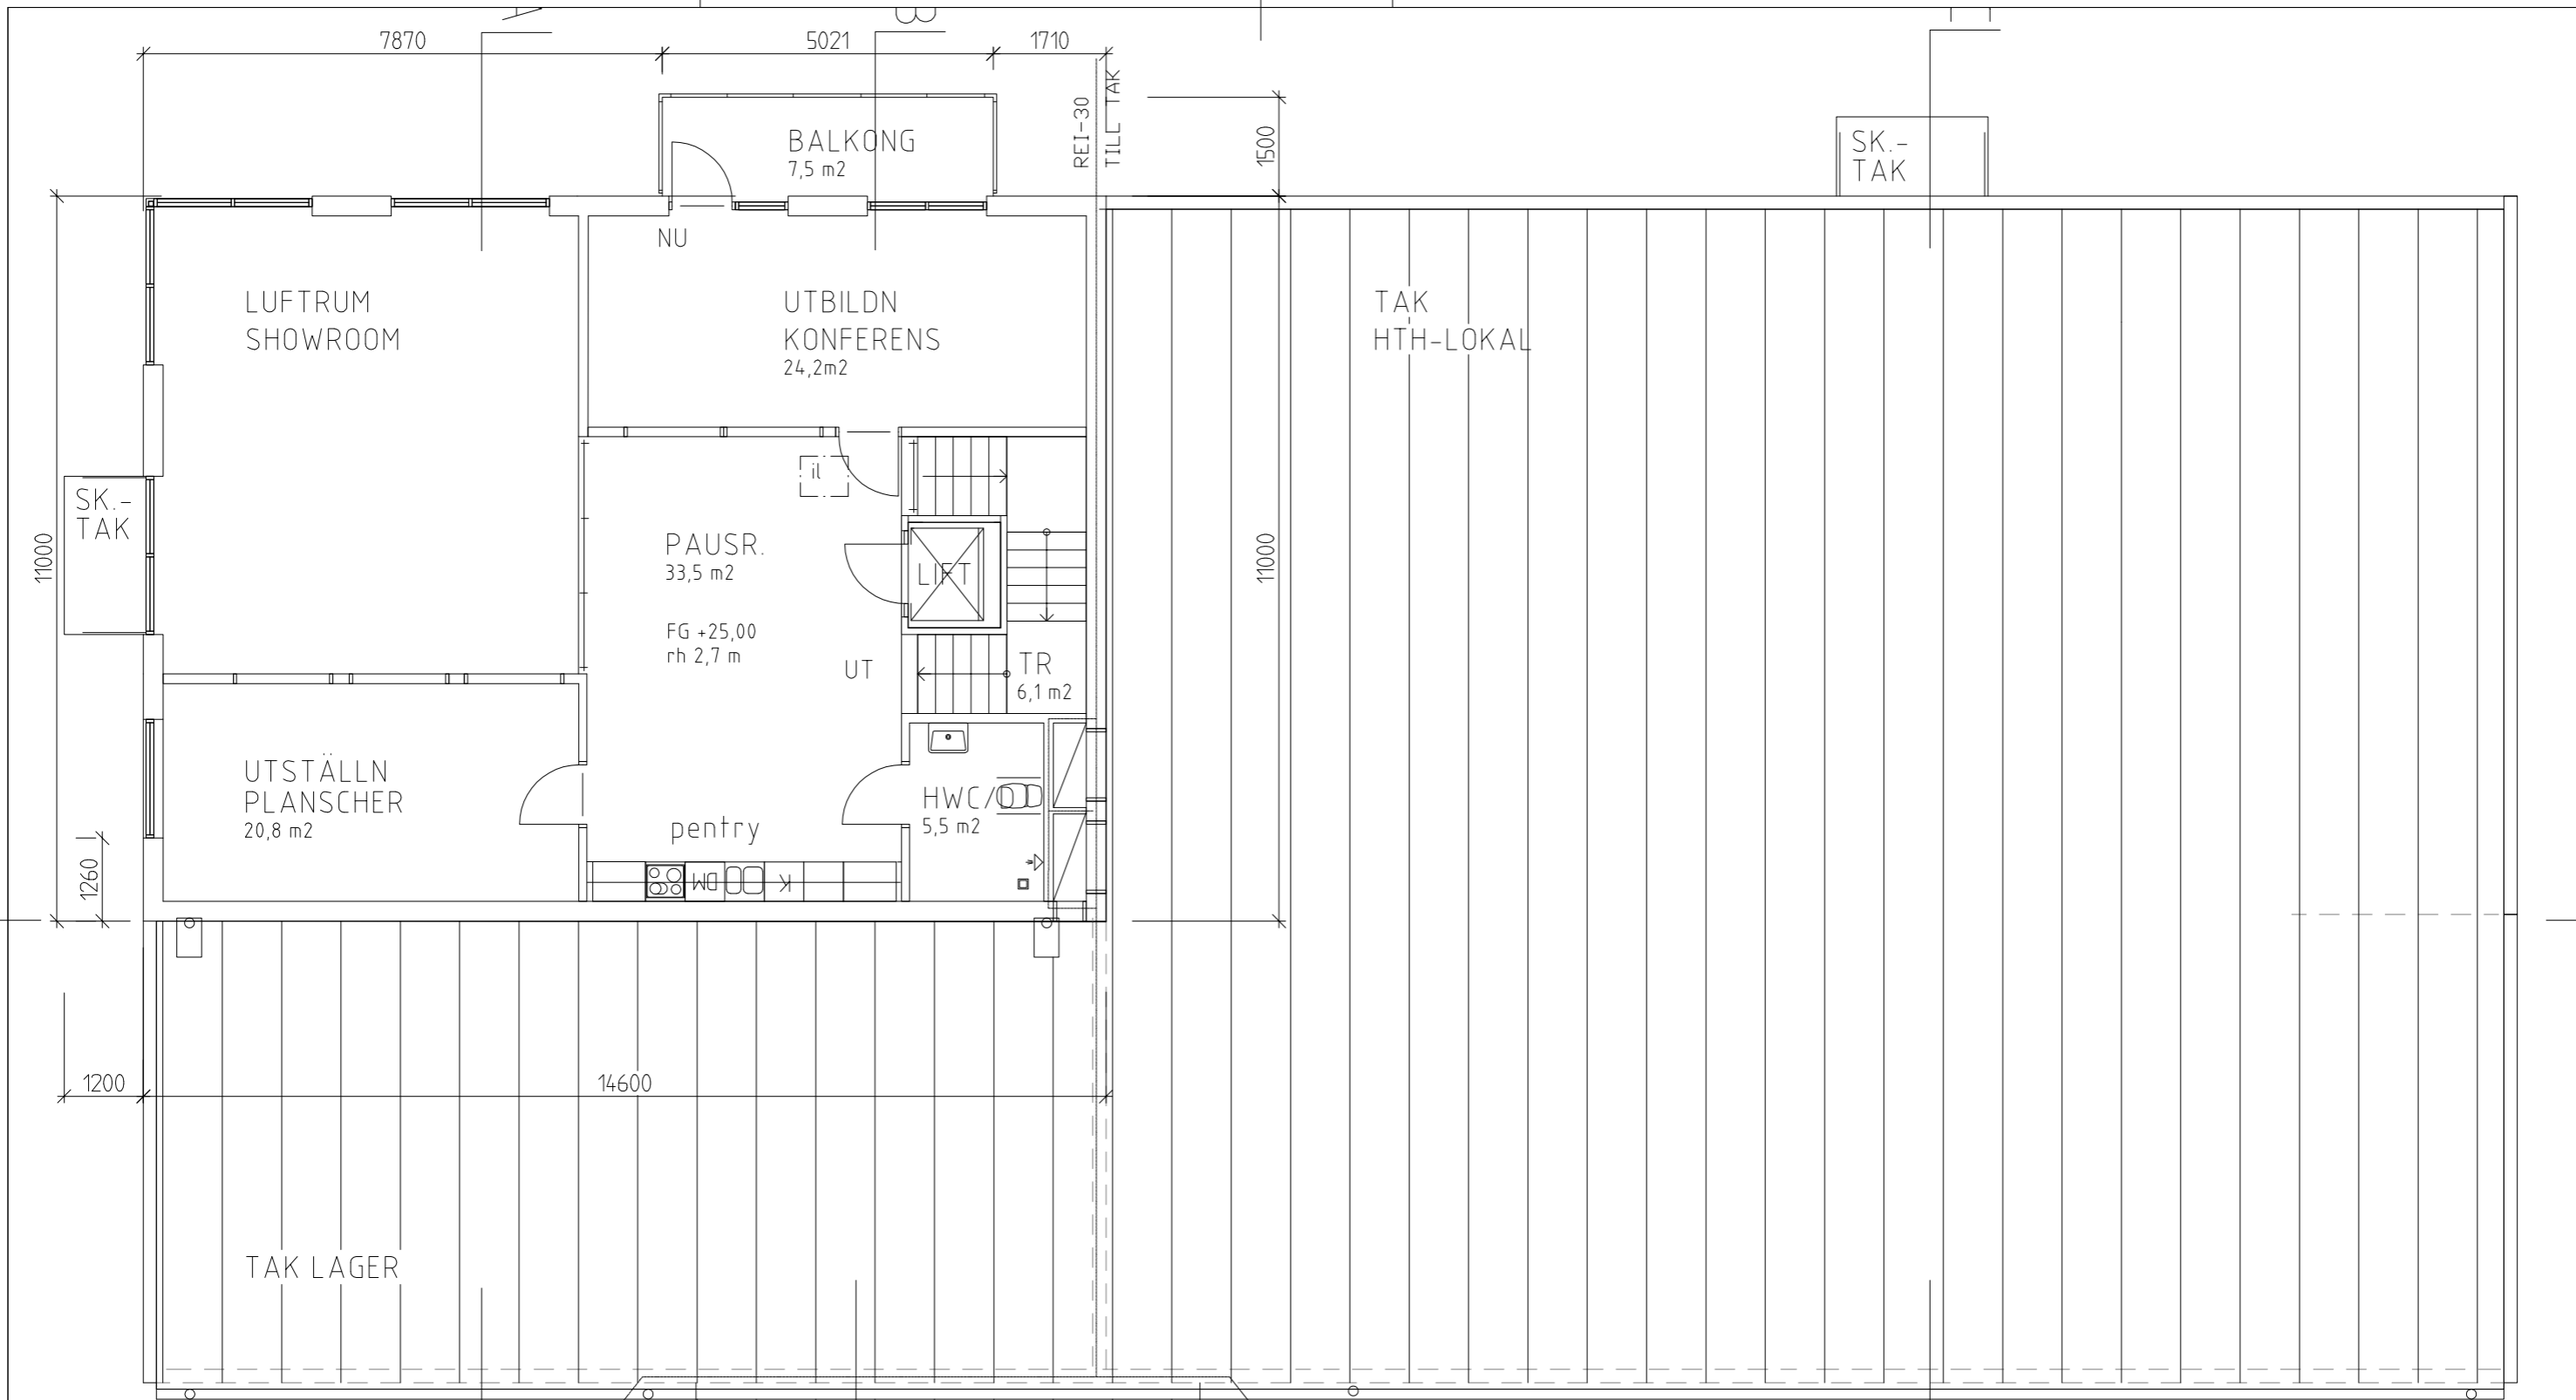 7870
5021
1710
A
B
REI-30
TILL TAK
1500
BALKONG
7,5 m2
SK.-
TAK
NU
LUFTRUM
SHOWROOM
UTBILDN
KONFERENS
24,2m2
TAK
HTH-LOKAL
il
SK.-
TAK
11000
11000
PAUSR.
33,5 m2
LIFT
FG +25,00
rh 2,7 m
UT
TR
6,1 m2
UTSTÄLLN
PLANSCHER
20,8 m2
HWC/D
5,5 m2
pentry
1260
DM
K
1200
14600
TAK LAGER